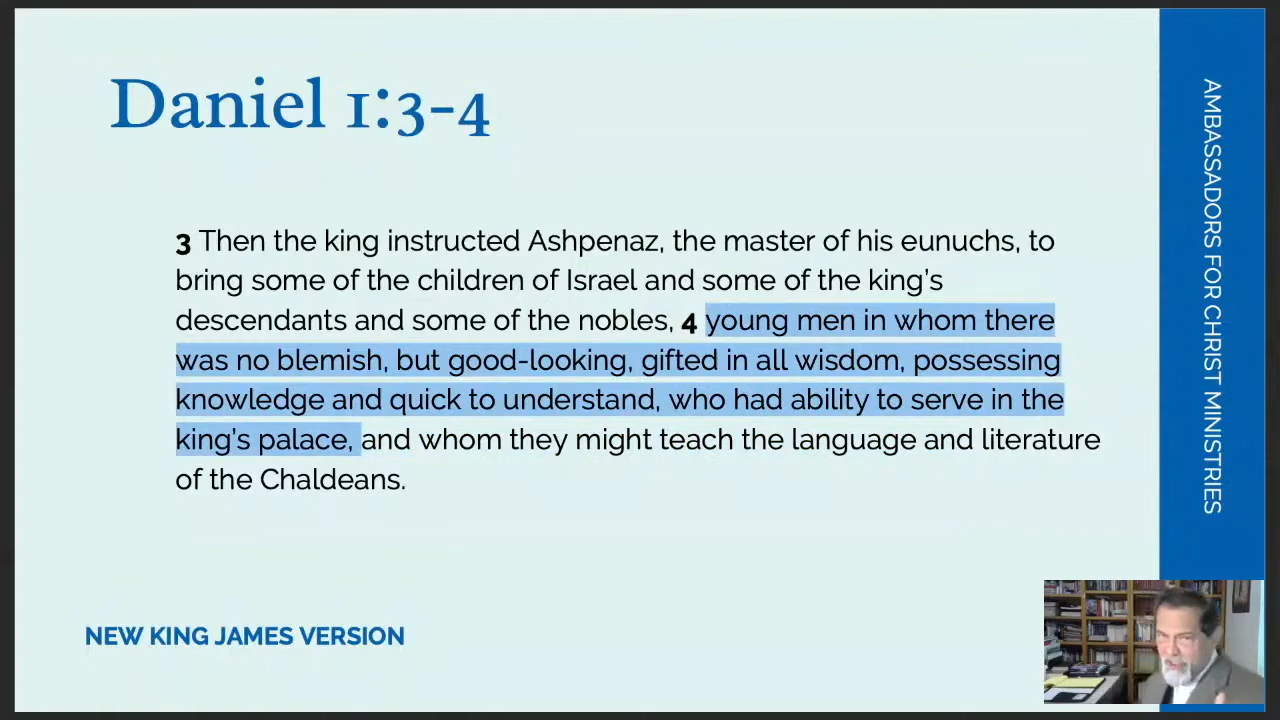 Daniel 1:3-4
3 Then the king instructed Ashpenaz, the master of his eunuchs, to
bring some of the children of Israel and some of the king’s
descendants and some of the nobles, 4 young men in whom there
was no blemish, but good-looking, gifted in all wisdom, possessing
knowledge and quick to understand, who had ability to serve in the
king’s palace, and whom they might teach the language and literature
of the Chaldeans.
NEW KING JAMES VERSION
AMBASSADORS FOR CHRIST MINISTRIES